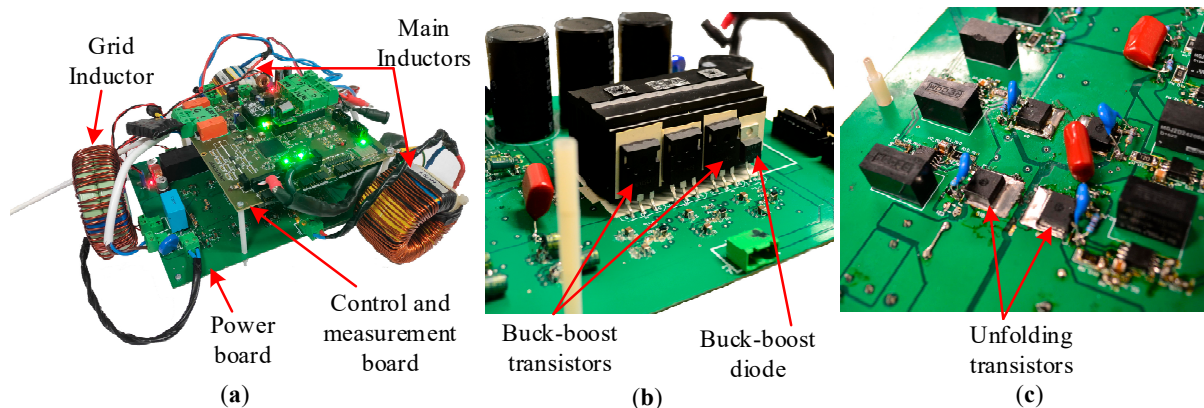 Grid
Inductor
Main
Inductors
Power
board
Control and
measurement
board
(a)
Buck-boost
transistors
Buck-boost
diode
(b)
Unfolding
transistors
(c)